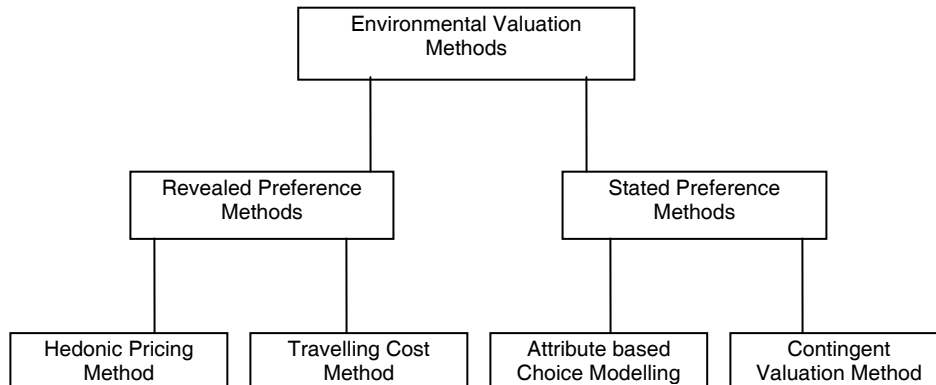 Environmental Valuation
Methods
Revealed Preference
Methods
Stated Preference
Methods
Hedonic Pricing
Method
Travelling Cost
Method
Attribute based
Choice Modelling
Contingent
Valuation Method